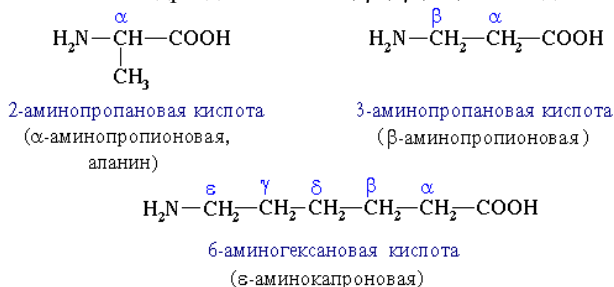 α
β α
H₂N—CH—COOH
H₂N—CH₂—CH₂—COOH
CH₃
2-аминопропановая кислота
3-аминопропановая кислота
(α-аминопропионовая,
(β-аминопропионовая)
аланин)
ε γ δ β α
H₂N—CH₂—CH₂—CH₂—CH₂—CH₂—COOH
6-аминогексановая кислота
(ε-аминокапроновая)